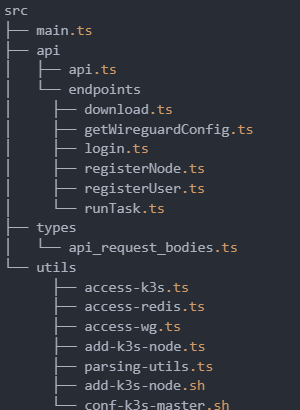 src
├── main.ts
├── api
│   ├── api.ts
│   └── endpoints
│       ├── download.ts
│       ├── getWireguardConfig.ts
│       ├── login.ts
│       ├── registerNode.ts
│       ├── registerUser.ts
│       └── runTask.ts
├── types
│   └── api_request_bodies.ts
└── utils
    ├── access-k3s.ts
    ├── access-redis.ts
    ├── access-wg.ts
    ├── add-k3s-node.ts
    ├── parsing-utils.ts
    ├── add-k3s-node.sh
    └── conf-k3s-master.sh